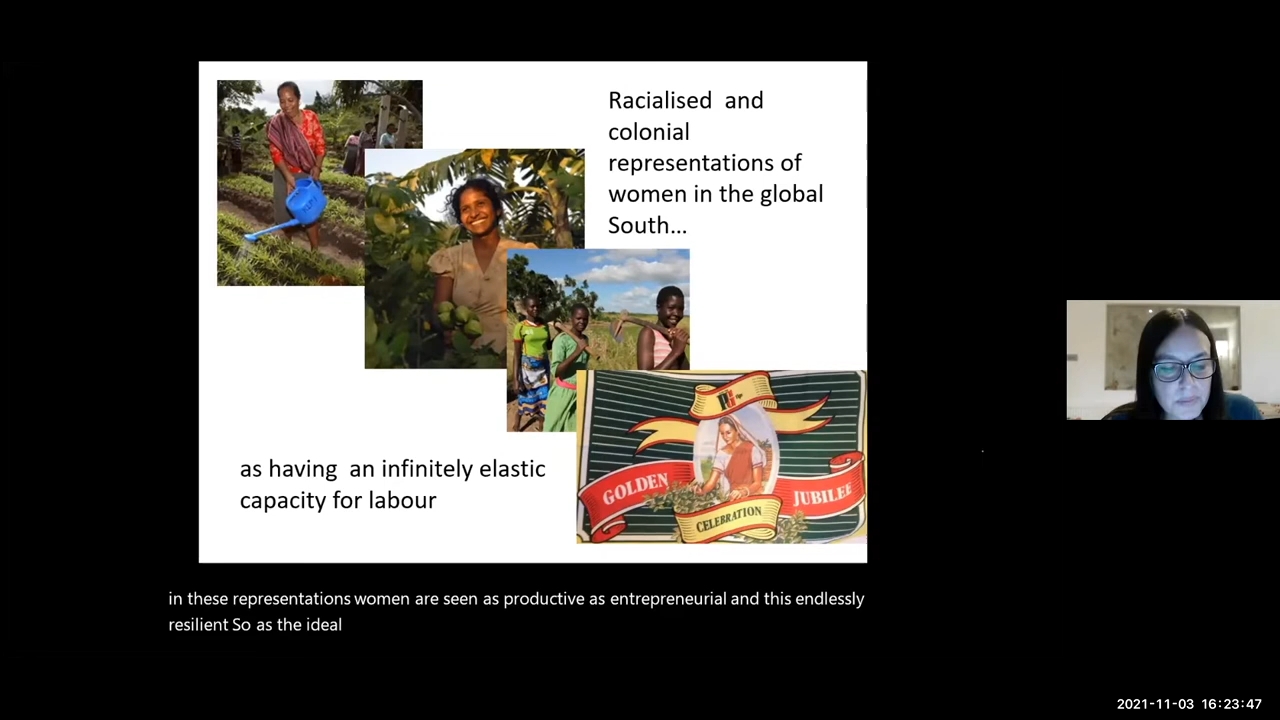 Racialised and
colonial
representations of
women in the global
South...
as having an infinitely elastic
capacity for labour
GOLDEN
JUBILEE
CELEBRATION
in these representations women are seen as productive as entrepreneurial and this endlessly
resilient So as the ideal
2021-11-03 16:23:47